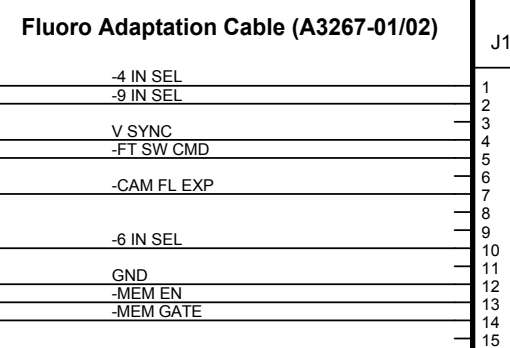 Fluoro Adaptation Cable (A3267-01/02)
J1
-4 IN SEL
1
-9 IN SEL
2
3
V SYNC
4
-FT SW CMD
5
6
-CAM FL EXP
7
8
9
-6 IN SEL
10
11
GND
12
-MEM EN
13
-MEM GATE
14
15